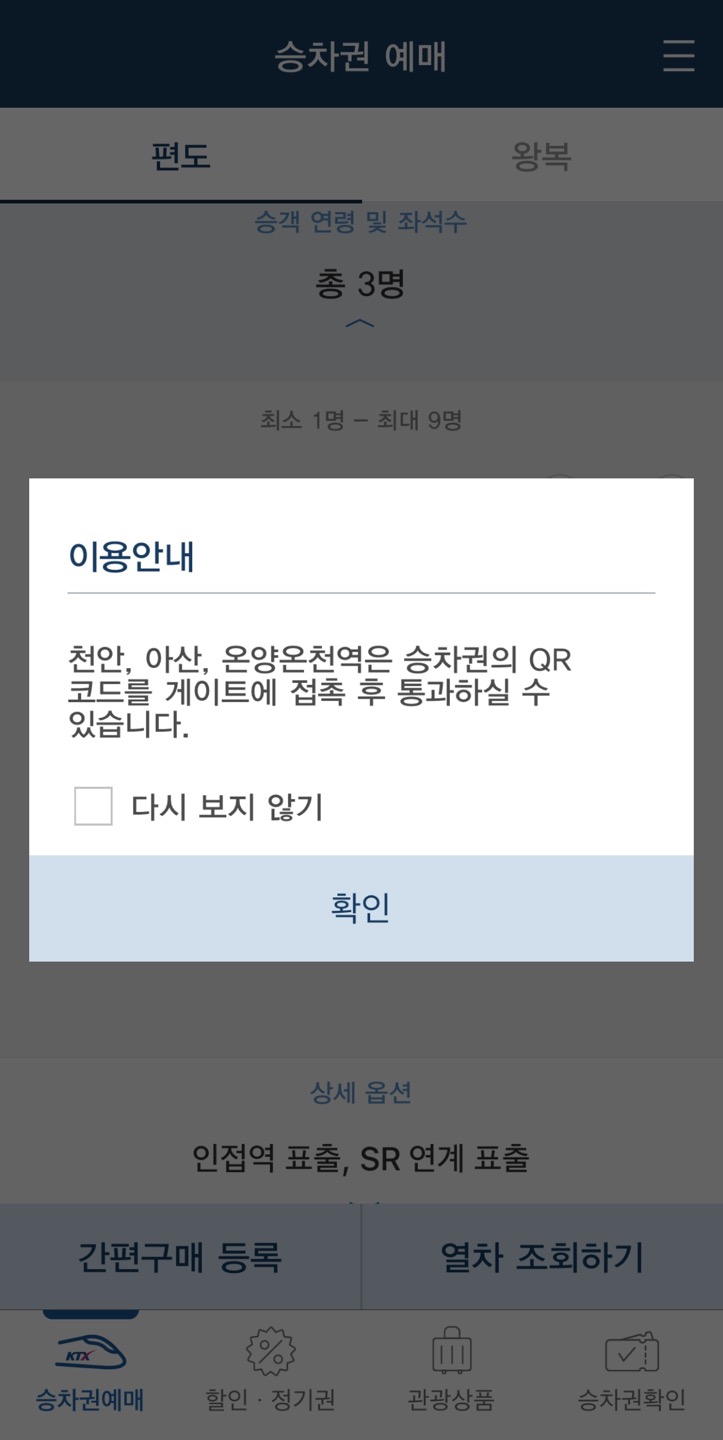 승차권 예매
편도
왕복
승객 연령 및 좌석수
총 3명
최소 1명 – 최대 9명
이용안내
천안, 아산, 온양온천역은 승차권의 QR
코드를 게이트에 접촉 후 통과하실 수
있습니다.
다시 보지 않기
확인
상세 옵션
인접역 표출, SR 연계 표출
간편구매 등록
열차 조회하기
KTX
승차권예매
할인 · 정기권
관광상품
승차권확인